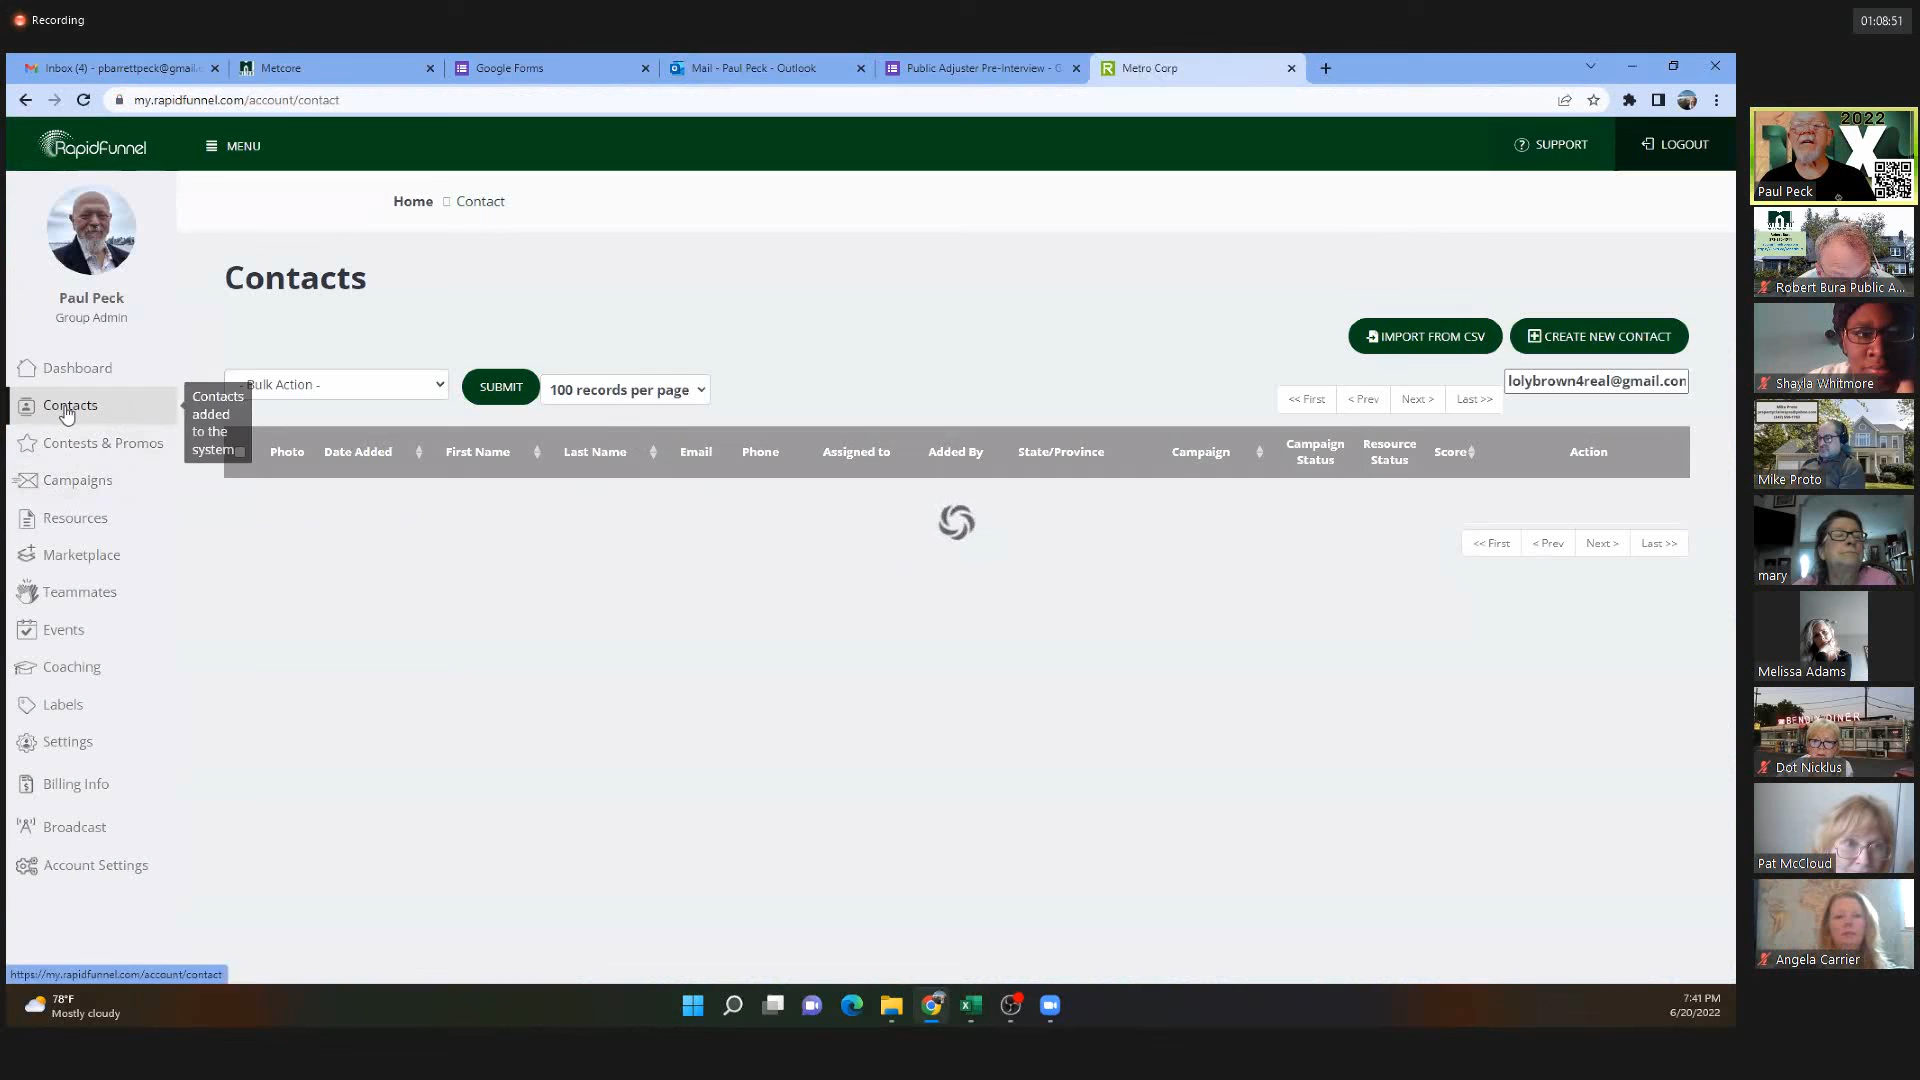 Recording
01:08:51
Inbox (4) - pbarrettpeck@gmail.
Metcore
Google Forms
Mail - Paul Peck - Outlook
Public Adjuster Pre-Interview - G
Metro Corp
my.rapidfunnel.com/account/contact
RapidFunnel
MENU
SUPPORT
LOGOUT
Paul Peck
Group Admin
Dashboard
Contacts
Contests & Promos
Campaigns
Resources
Marketplace
Teammates
Events
Coaching
Labels
Settings
Billing Info
Broadcast
Account Settings
Contacts
added
to the
system
Home Contact
Contacts
IMPORT FROM CSV
CREATE NEW CONTACT
- Bulk Action -
SUBMIT
100 records per page
<< First < Prev Next > Last >>
lolybrown4real@gmail.con
Photo Date Added First Name Last Name Email Phone Assigned to Added By State/Province Campaign Campaign Status Resource Status Score Action
<< First < Prev Next > Last >>
https://my.rapidfunnel.com/account/contact
78°F
Mostly cloudy
7:41 PM
6/20/2022
2022
X
Paul Peck
Robert Bura Public A...
Shayla Whitmore
Mike Proto
mary
Melissa Adams
DINER
Dot Nicklus
Pat McCloud
Angela Carrier